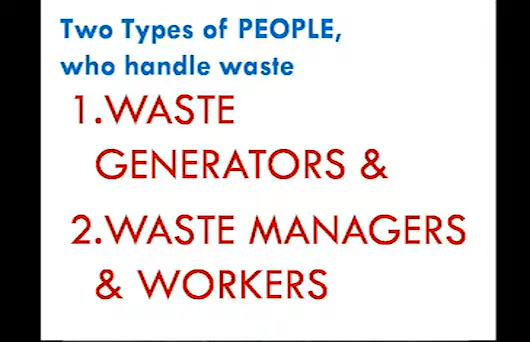 Two Types of PEOPLE,
who handle waste
1.WASTE
GENERATORS &
2.WASTE MANAGERS
& WORKERS